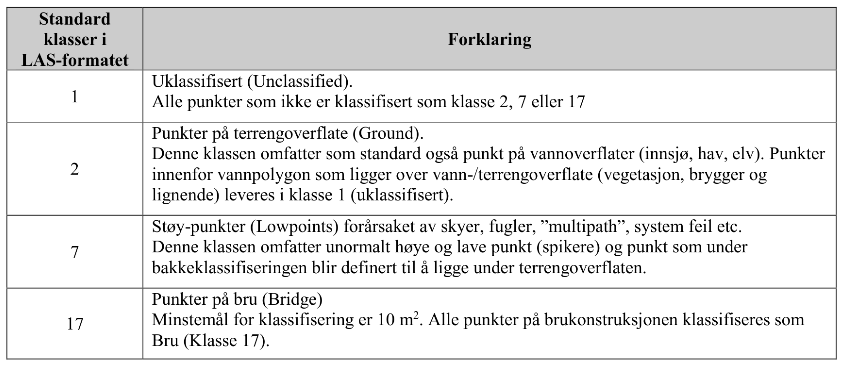 Standard
klasser i
LAS-formatet
Forklaring
1
Uklassifisert (Unclassified).
Alle punkter som ikke er klassifisert som klasse 2, 7 eller 17
2
Punkter på terrengoverflate (Ground).
Denne klassen omfatter som standard også punkt på vannoverflater (innsjø, hav, elv). Punkter
innenfor vannpolygon som ligger over vann-/terrengoverflate (vegetasjon, brygger og
lignende) leveres i klasse 1 (uklassifisert).
7
Støy-punkter (Lowpoints) forårsaket av skyer, fugler, ”multipath”, system feil etc.
Denne klassen omfatter unormalt høye og lave punkt (spikere) og punkt som under
bakkeklassifiseringen blir definert til å ligge under terrengoverflaten.
17
Punkter på bru (Bridge)
Minstemål for klassifisering er 10 m². Alle punkter på brukonstruksjonen klassifiseres som
Bru (Klasse 17).